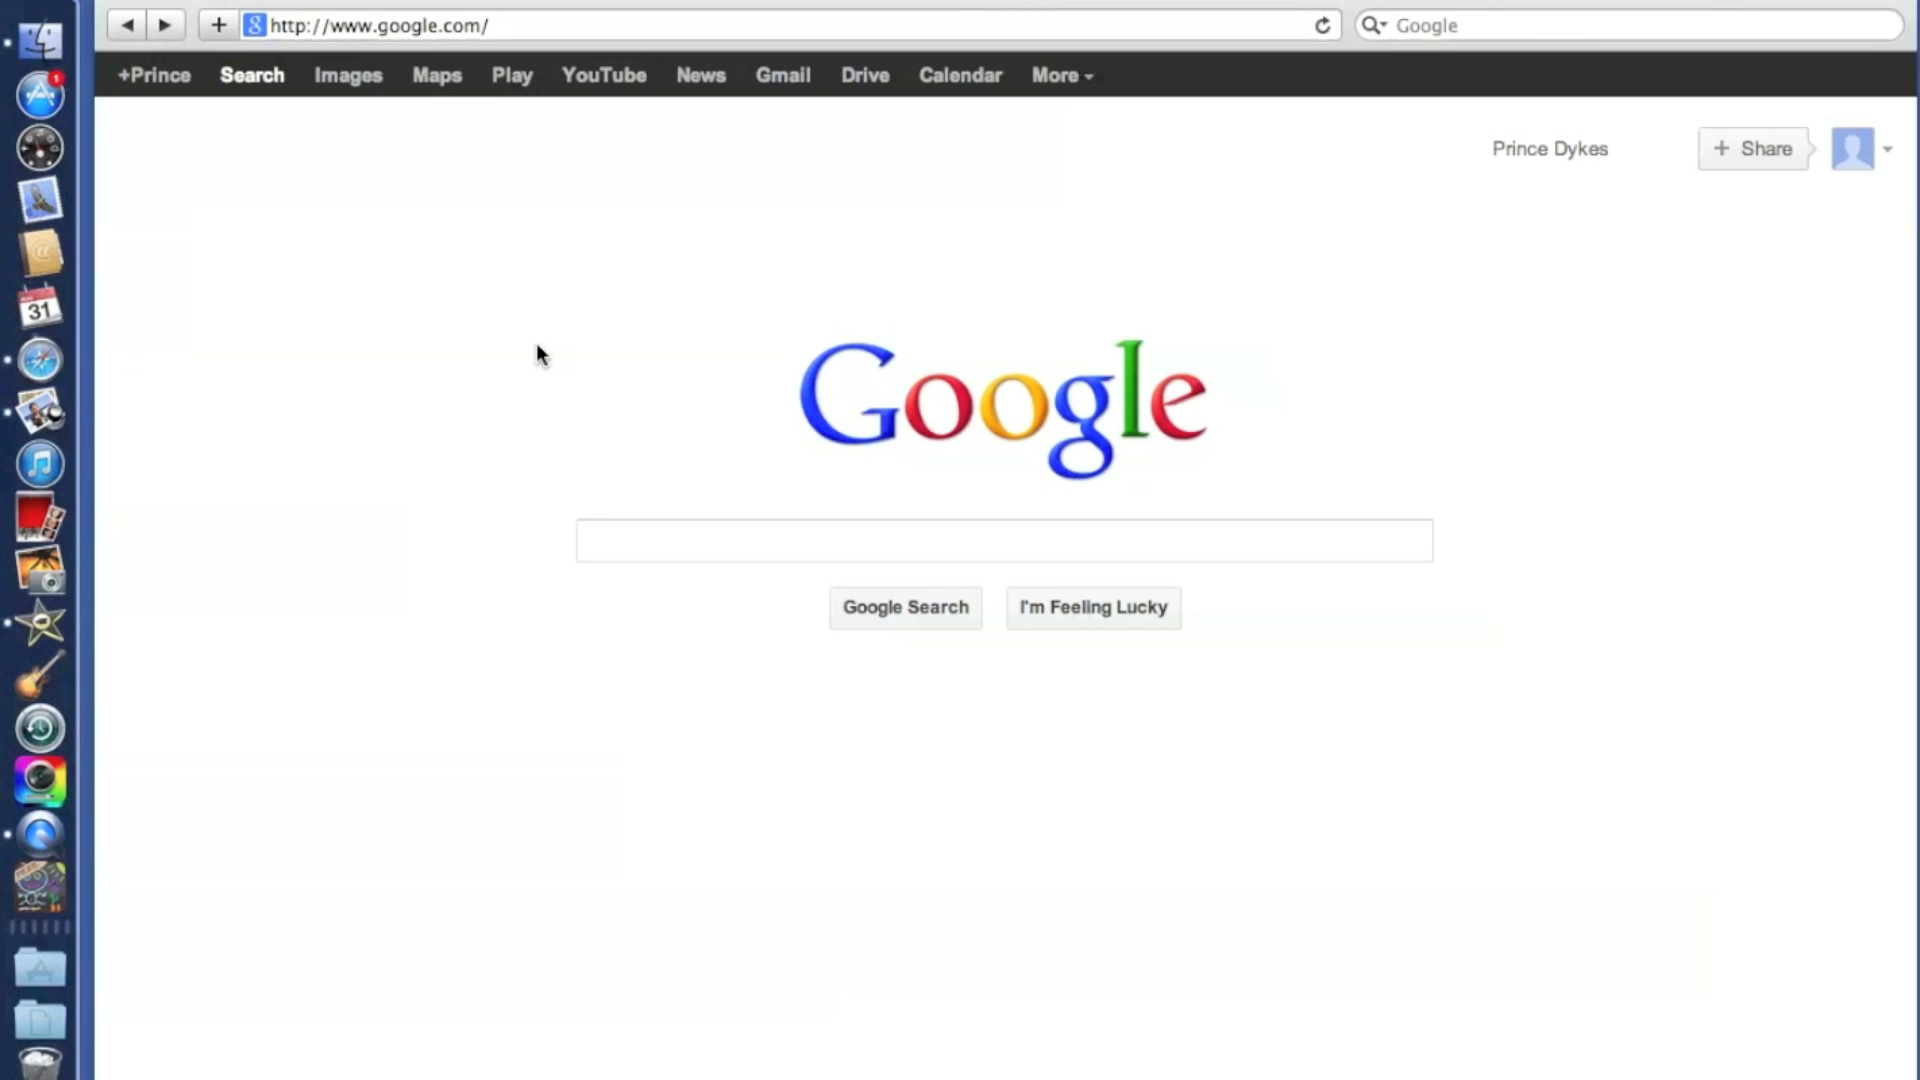 http://www.google.com/
Google
+Prince Search Images Maps Play YouTube News Gmail Drive Calendar More
Prince Dykes
+ Share
1
31
Google
Google Search
I'm Feeling Lucky